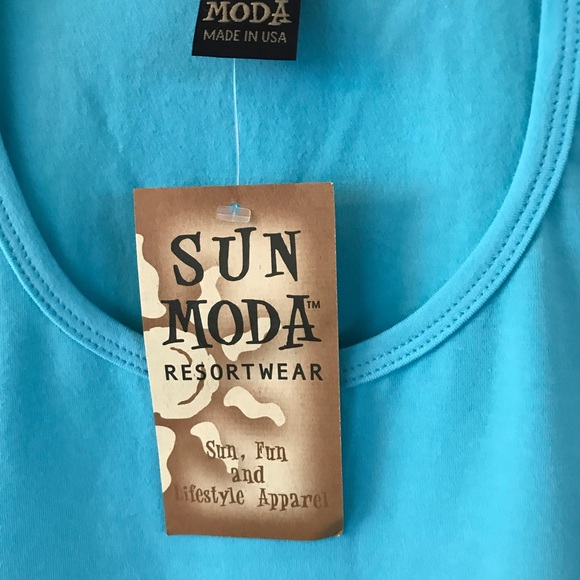 MODA
MADE IN USA
SUN
MODA™
RESORTWEAR
Sun, Fun
and
Lifestyle Apparel